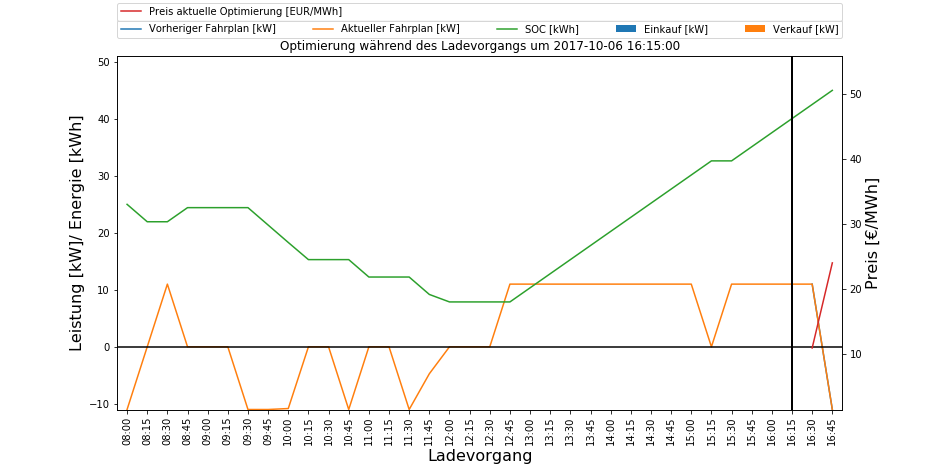 Preis aktuelle Optimierung [EUR/MWh]
Vorheriger Fahrplan [kW] Aktueller Fahrplan [kW] SOC [kWh] Einkauf [kW] Verkauf [kW]
Optimierung während des Ladevorgangs um 2017-10-06 16:15:00
Leistung [kW]/ Energie [kWh]
50
40
30
20
10
0
−10
50
40
30
20
10
Preis [€/MWh]
08:00 08:15 08:30 08:45 09:00 09:15 09:30 09:45 10:00 10:15 10:30 10:45 11:00 11:15 11:30 11:45 12:00 12:15 12:30 12:45 13:00 13:15 13:30 13:45 14:00 14:15 14:30 14:45 15:00 15:15 15:30 15:45 16:00 16:15 16:30 16:45
Ladevorgang